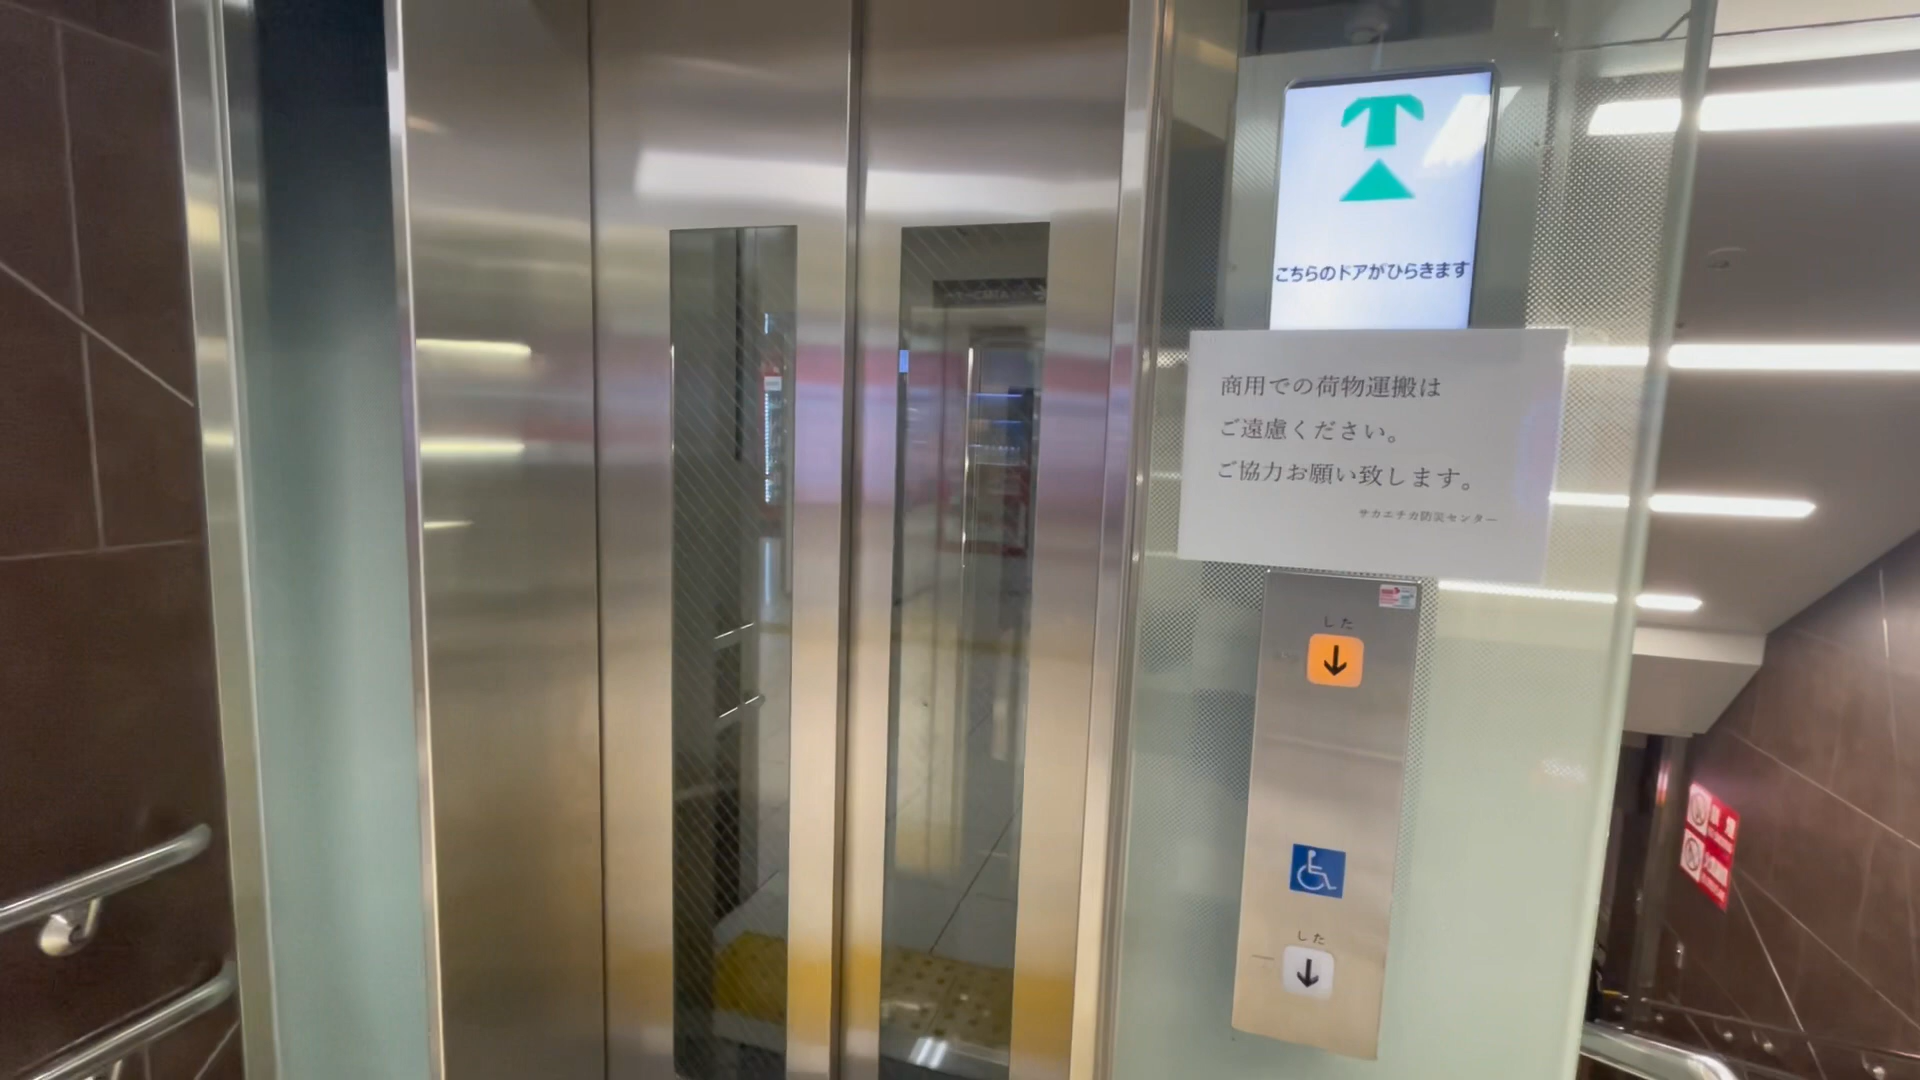 こちらのドアがひらきます
商用での荷物運搬は
ご遠慮ください。
ご協力お願い致します。
サカエチカ防災センター
した
した